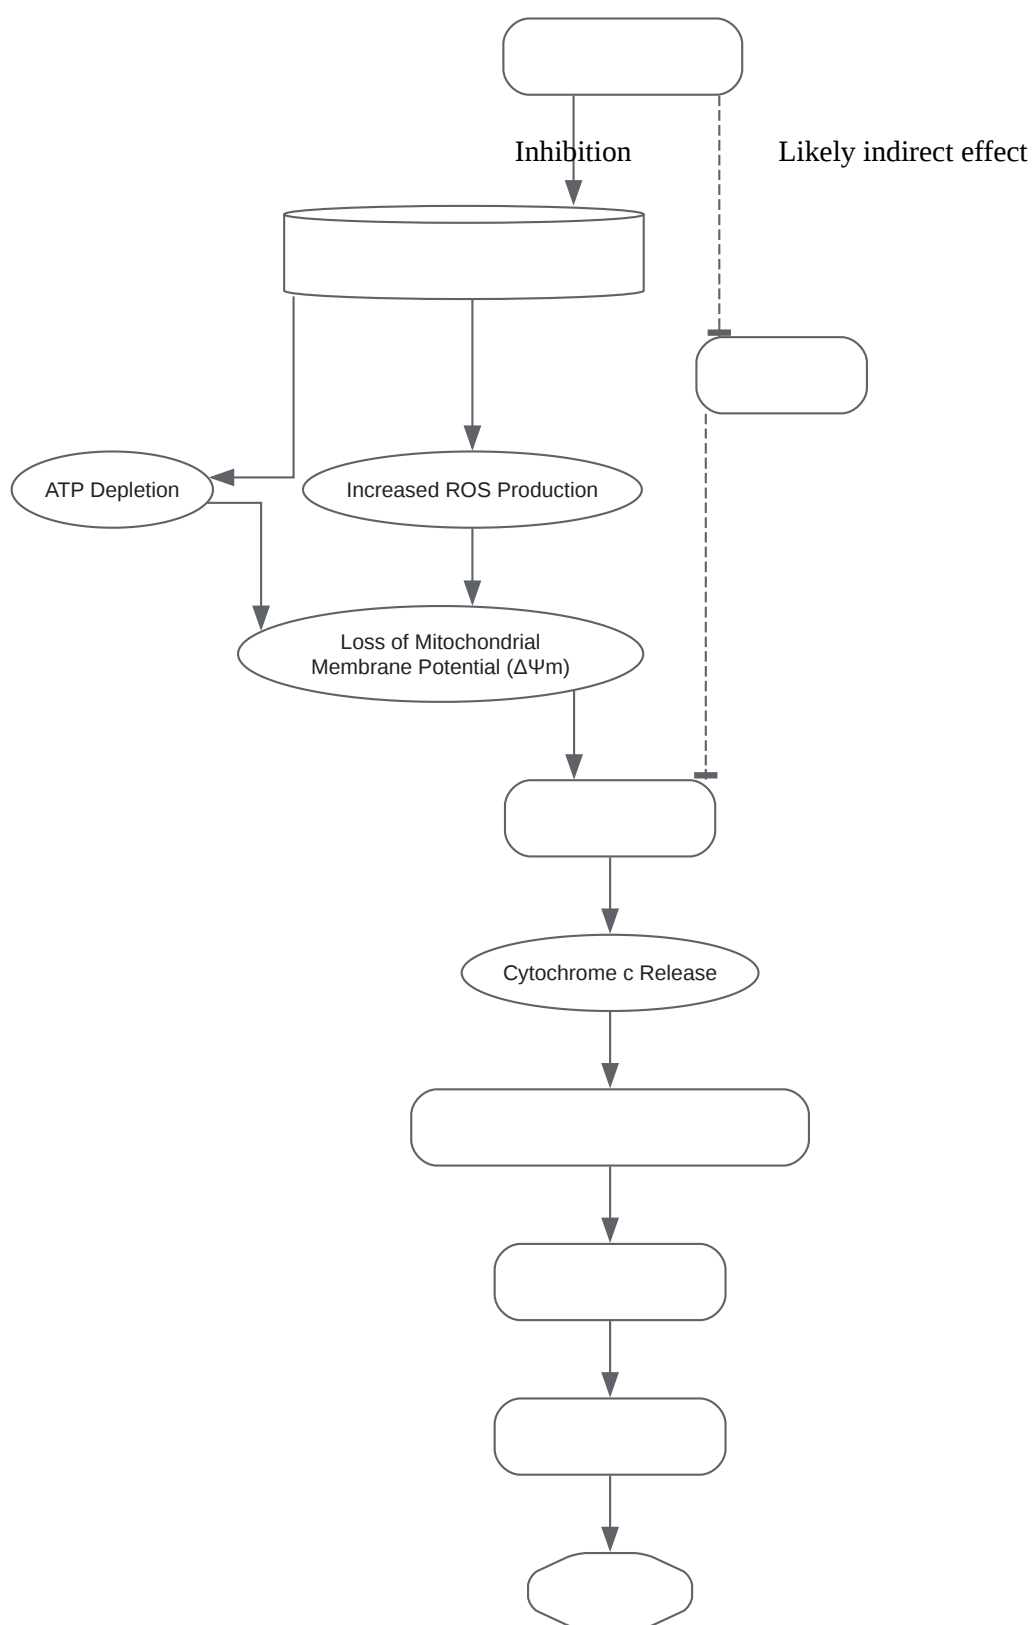 Inhibition
Likely indirect effect
ATP Depletion
Increased ROS Production
Loss of Mitochondrial
Membrane Potential (ΔΨm)
Cytochrome c Release